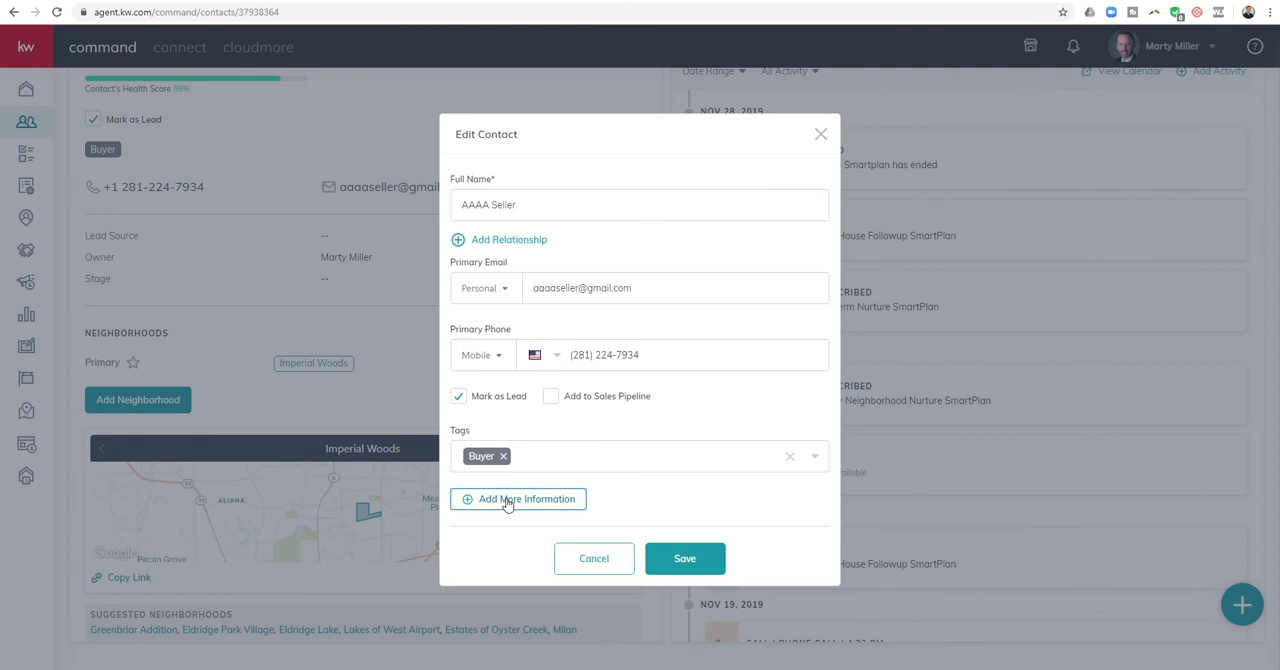 agent.kw.com/command/contacts/37938364
kw command connect cloudmore Marty Miller
Contact's Health Score 88%
Date Range All Activity View Calendar Add Activity
NOV 28, 2019
Mark as Lead
Buyer
Smartplan has ended
+1 281-224-7934 aaaaseller@gmail
Lead Source --
Owner Marty Miller
Stage --
House Followup SmartPlan
CRIBED
erm Nurture SmartPlan
NEIGHBORHOODS
Primary Imperial Woods
Add Neighborhood
CRIBED
y Neighborhood Nurture SmartPlan
Imperial Woods
ALIANA
Pecan Grove
Google
Copy Link
House Followup SmartPlan
SUGGESTED NEIGHBORHOODS
Greenbriar Addition, Eldridge Park Village, Eldridge Lake, Lakes of West Airport, Estates of Oyster Creek, Milan
NOV 19, 2019
Edit Contact
Full Name*
AAAA Seller
Add Relationship
Primary Email
Personal aaaaseller@gmail.com
Primary Phone
Mobile (281) 224-7934
Mark as Lead Add to Sales Pipeline
Tags
Buyer
Add More Information
Cancel Save